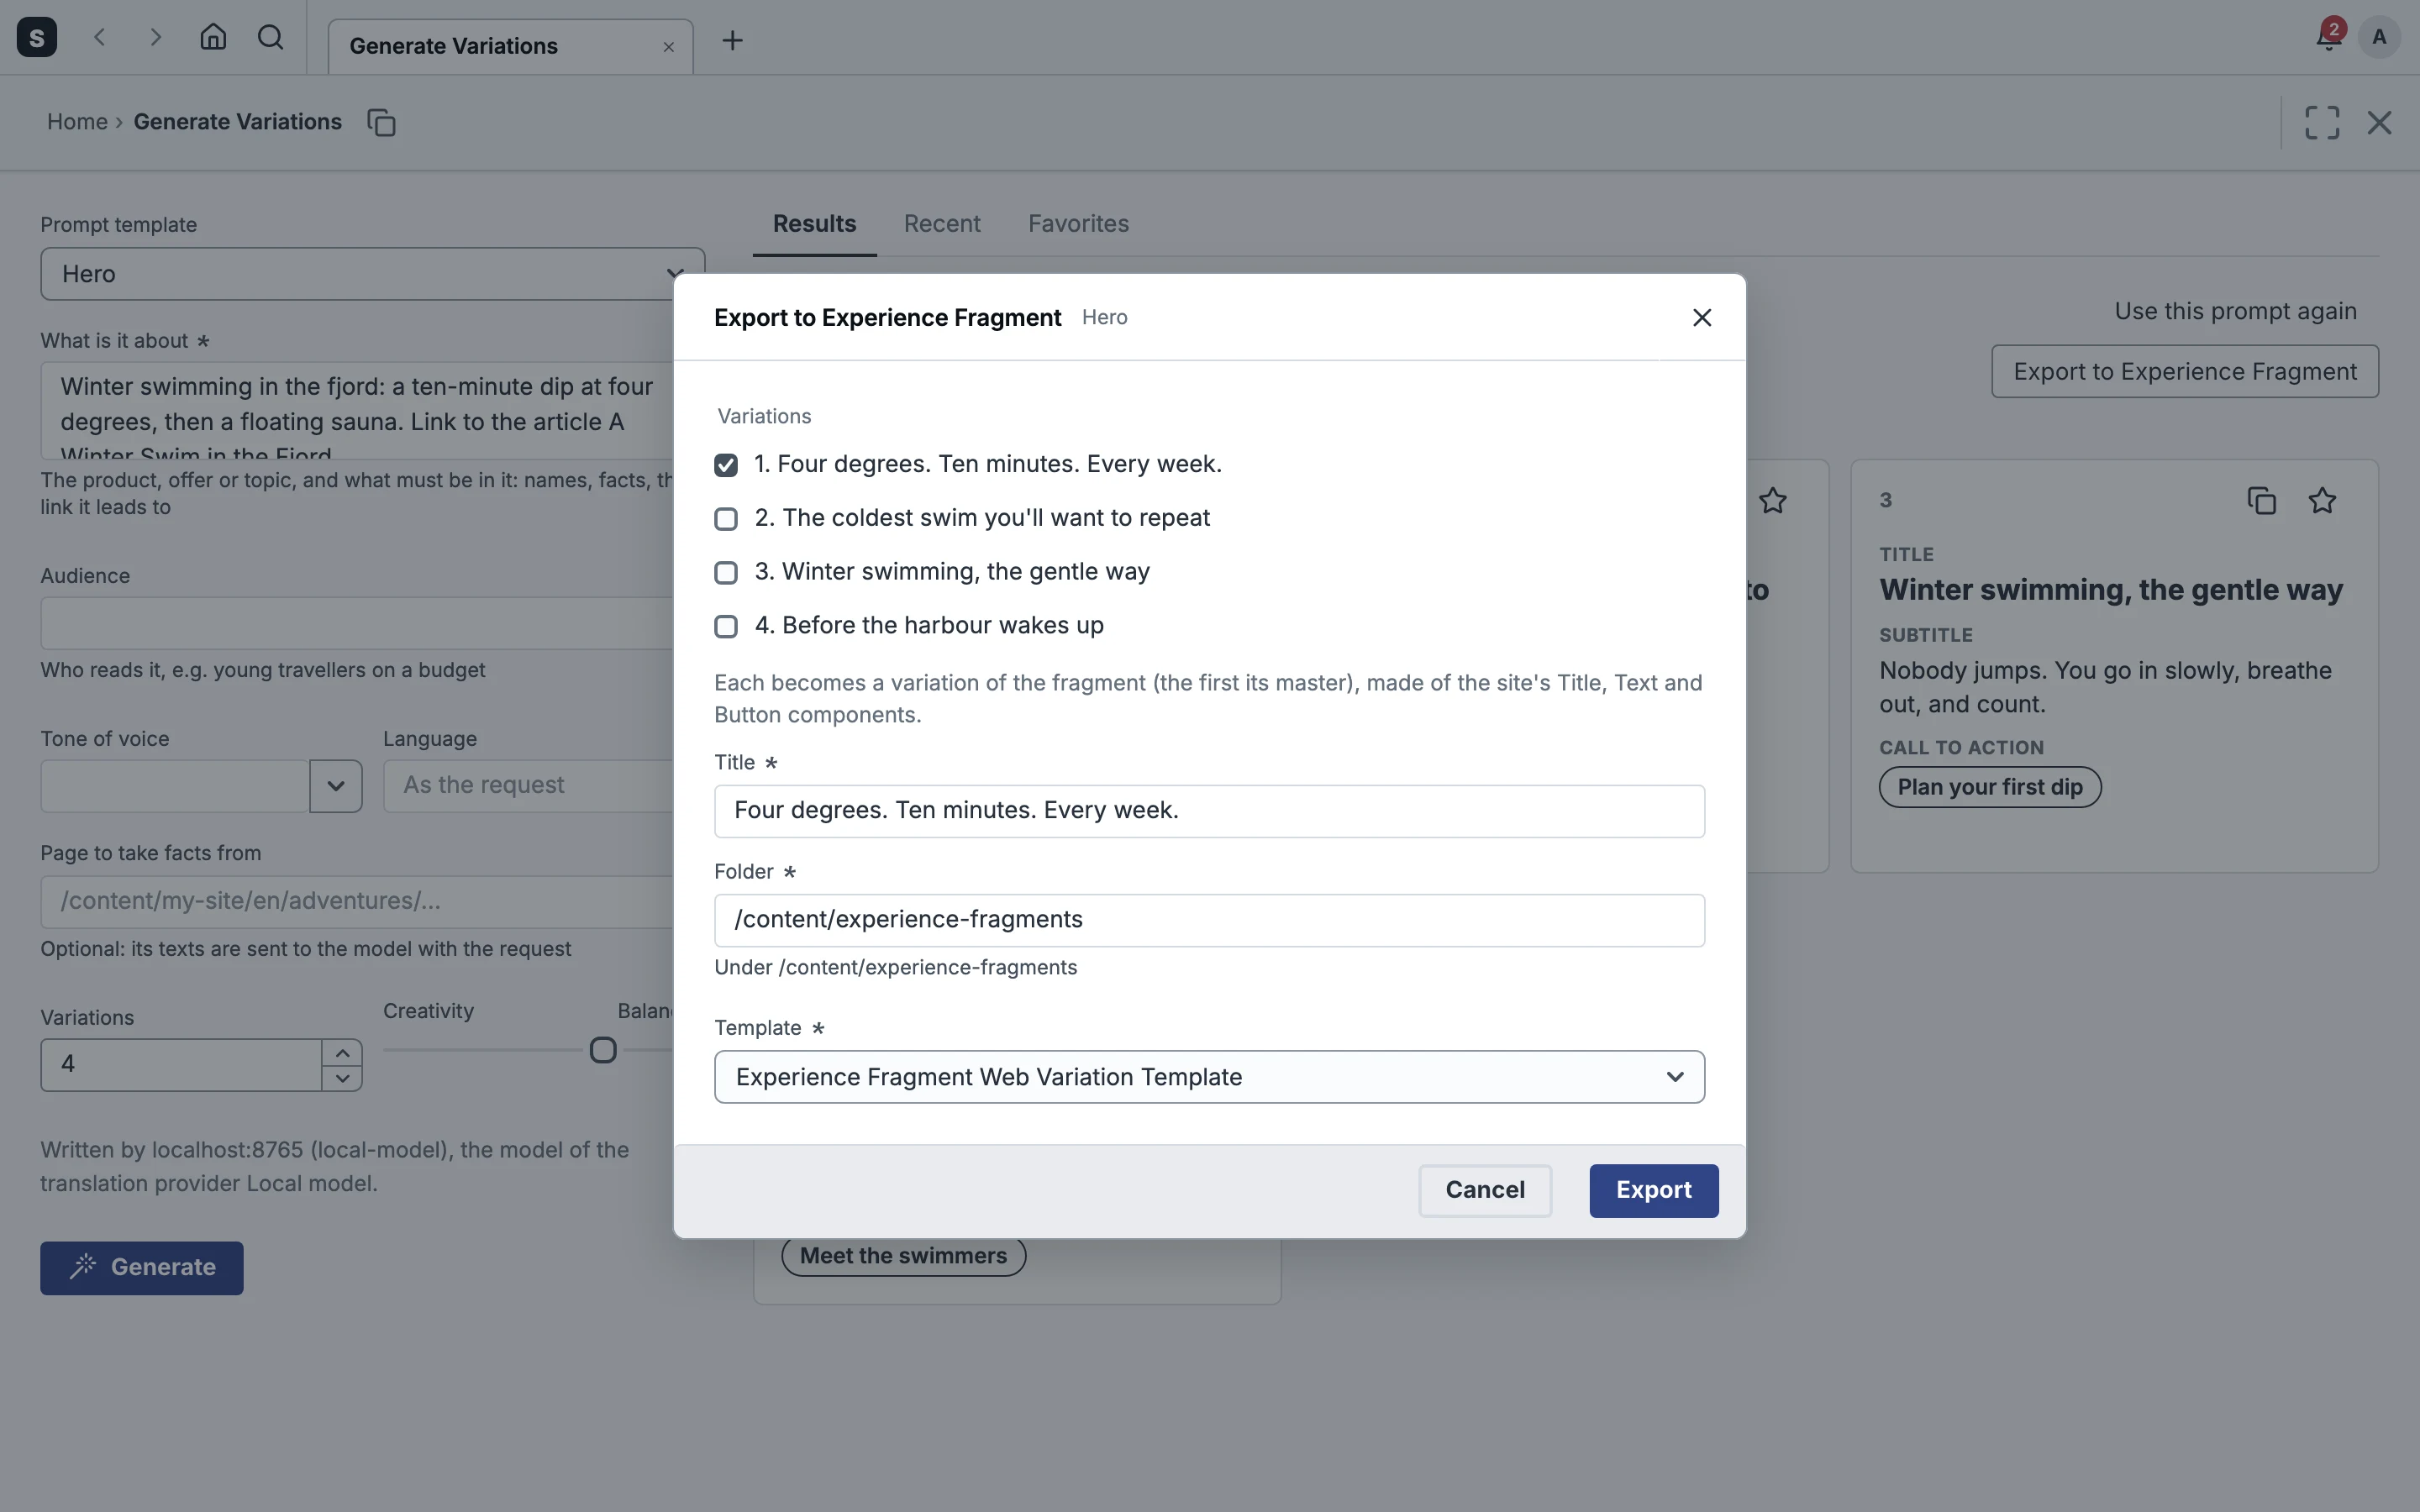 S
Generate Variations
2
A
Home › Generate Variations
Prompt template
Hero
What is it about *
Winter swimming in the fjord: a ten-minute dip at four
degrees, then a floating sauna. Link to the article A
Winter Swim in the Fjord
The product, offer or topic, and what must be in it: names, facts, th
link it leads to
Audience
Who reads it, e.g. young travellers on a budget
Tone of voice
Language
As the request
Page to take facts from
/content/my-site/en/adventures/...
Optional: its texts are sent to the model with the request
Variations
4
Creativity
Balan
Written by localhost:8765 (local-model), the model of the
translation provider Local model.
Generate
Results
Recent
Favorites
Use this prompt again
Export to Experience Fragment
to
3
TITLE
Winter swimming, the gentle way
SUBTITLE
Nobody jumps. You go in slowly, breathe
out, and count.
CALL TO ACTION
Plan your first dip
Meet the swimmers
Export to Experience Fragment Hero
Variations
1. Four degrees. Ten minutes. Every week.
2. The coldest swim you'll want to repeat
3. Winter swimming, the gentle way
4. Before the harbour wakes up
Each becomes a variation of the fragment (the first its master), made of the site's Title, Text and
Button components.
Title *
Four degrees. Ten minutes. Every week.
Folder *
/content/experience-fragments
Under /content/experience-fragments
Template *
Experience Fragment Web Variation Template
Cancel
Export